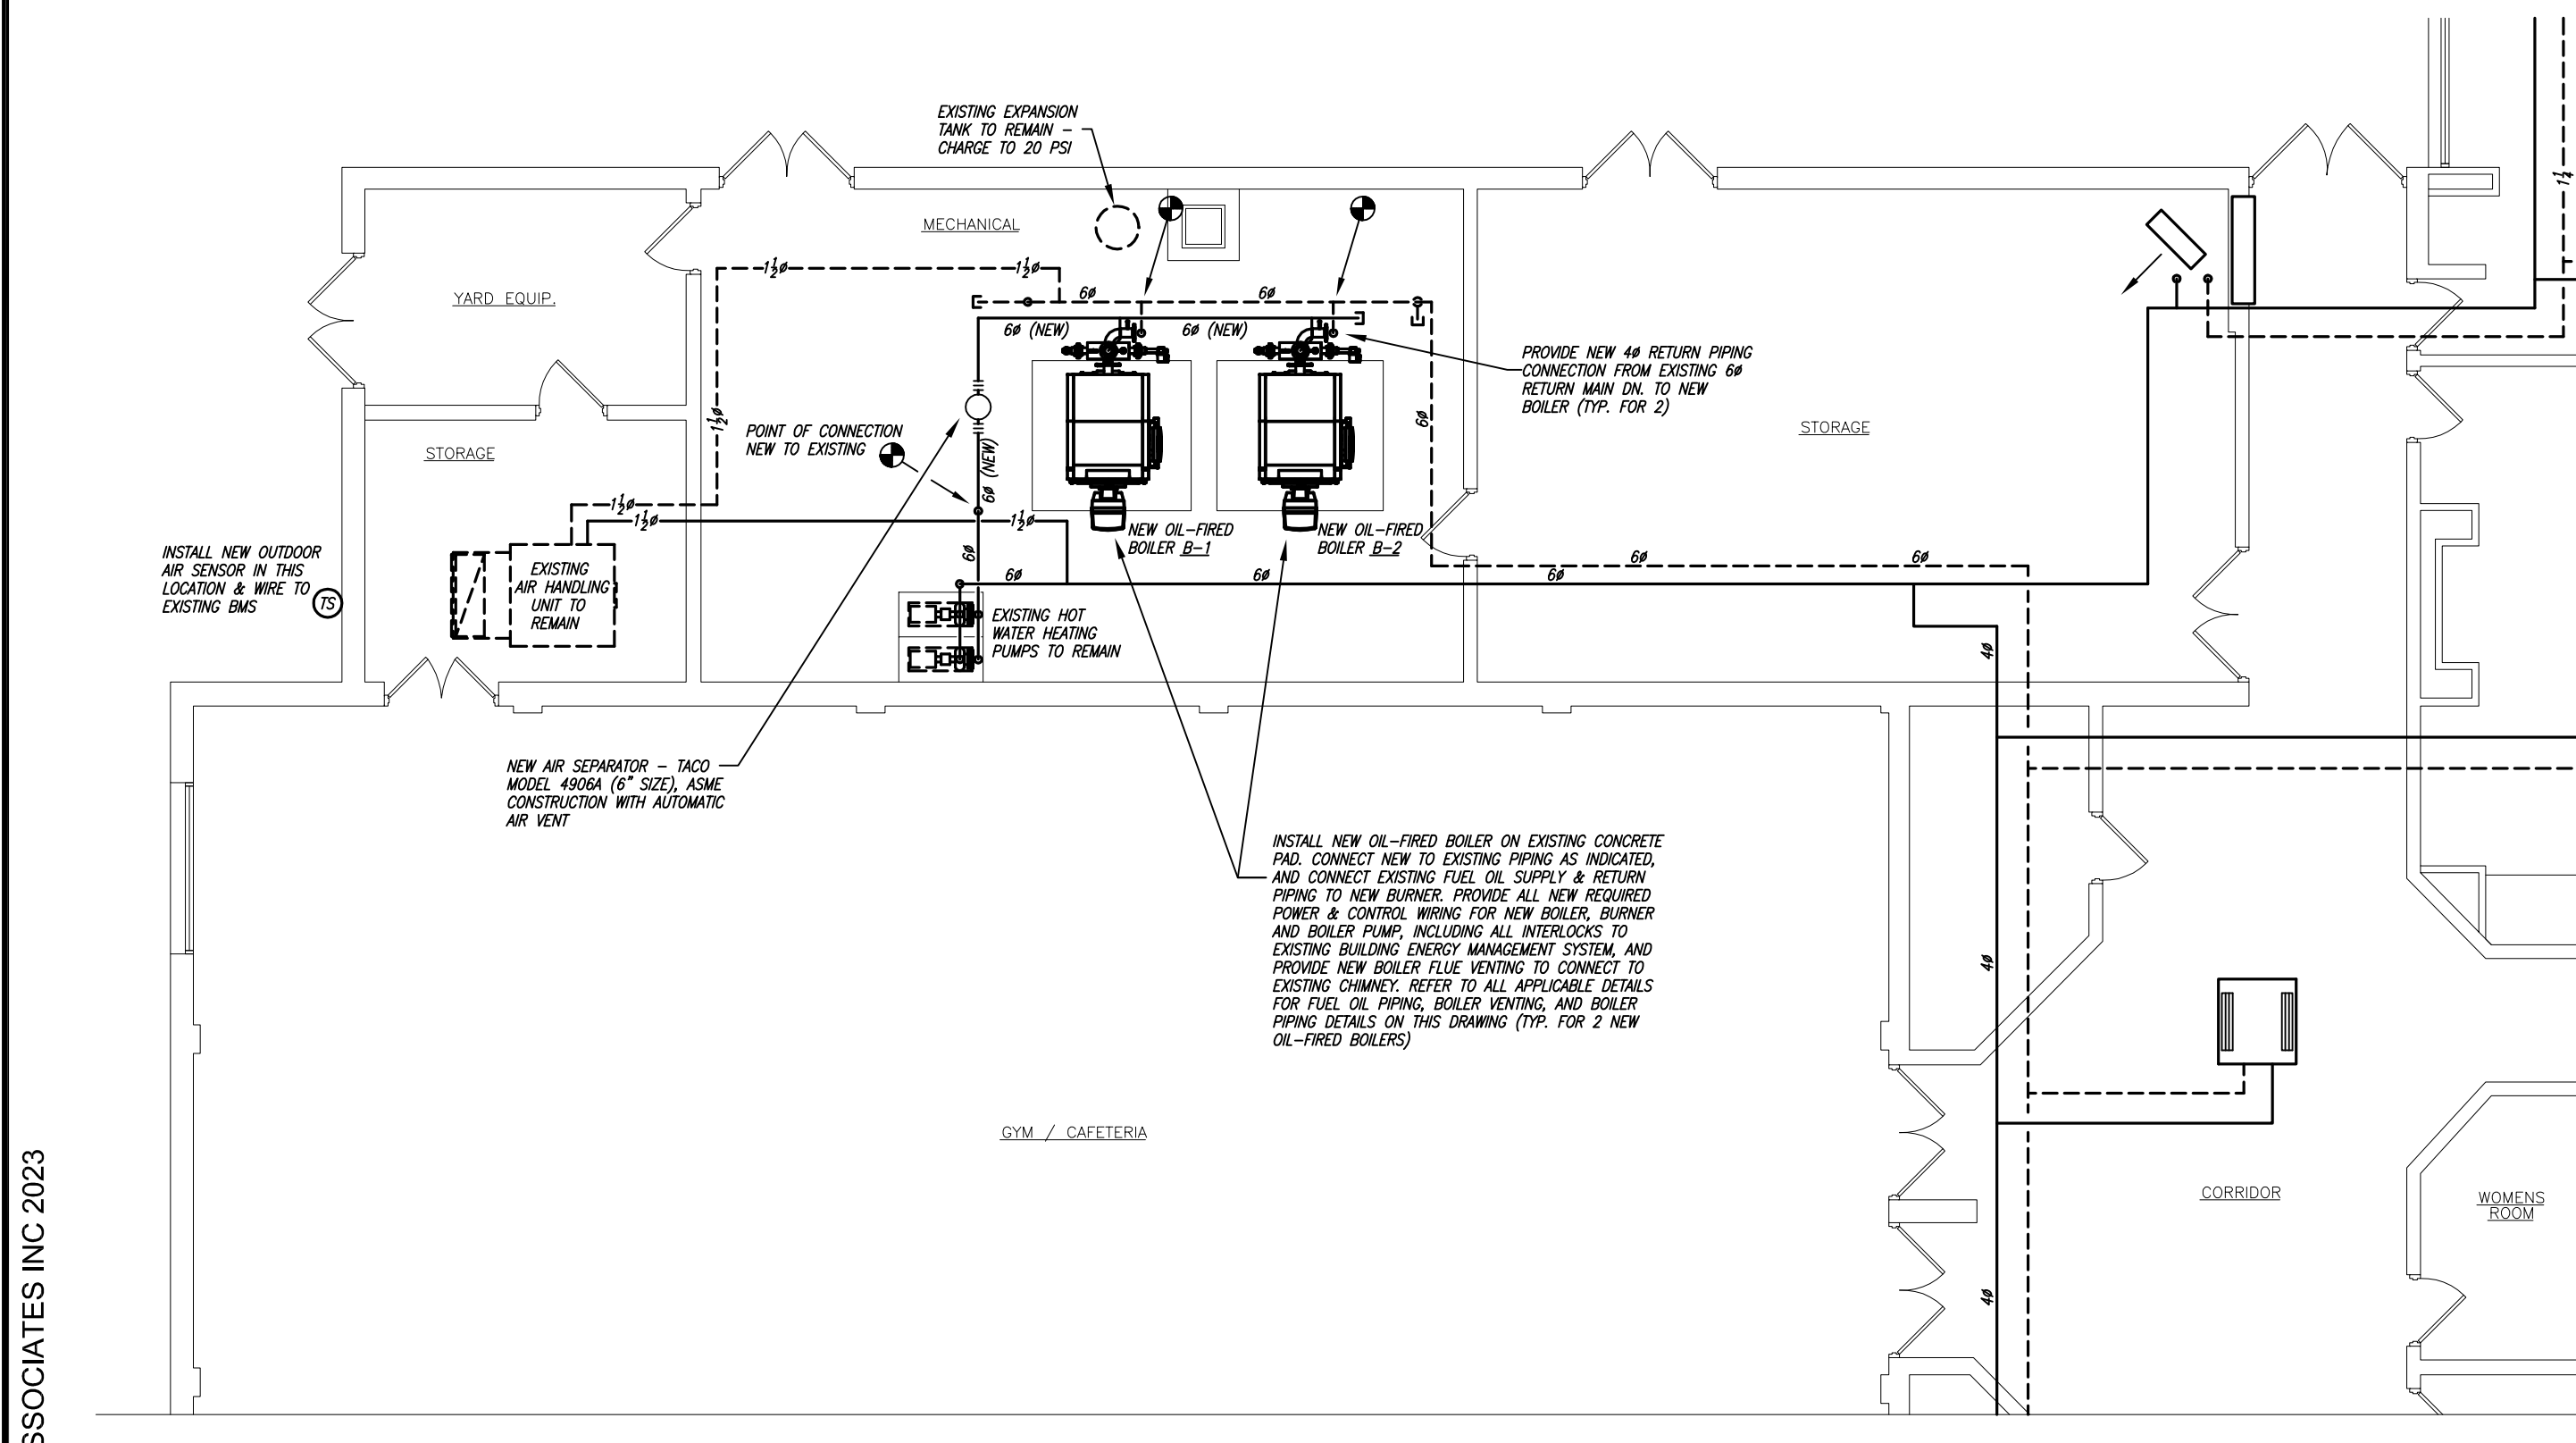 EXISTING EXPANSION
TANK TO REMAIN –
CHARGE TO 20 PSI
MECHANICAL
1½ø
1½ø
1¼
YARD EQUIP.
6ø
6ø
6ø (NEW)
6ø (NEW)
PROVIDE NEW 4ø RETURN PIPING
CONNECTION FROM EXISTING 6ø
RETURN MAIN DN. TO NEW
BOILER (TYP. FOR 2)
1½ø
6ø
POINT OF CONNECTION
NEW TO EXISTING
6ø (NEW)
STORAGE
STORAGE
1½ø
1½ø
1½ø
NEW OIL–FIRED
BOILER B–1
NEW OIL–FIRED
BOILER B–2
INSTALL NEW OUTDOOR
AIR SENSOR IN THIS
LOCATION & WIRE TO
EXISTING BMS
TS
EXISTING
AIR HANDLING
UNIT TO
REMAIN
6ø
6ø
6ø
6ø
6ø
6ø
EXISTING HOT
WATER HEATING
PUMPS TO REMAIN
4ø
NEW AIR SEPARATOR – TACO
MODEL 4906A (6" SIZE), ASME
CONSTRUCTION WITH AUTOMATIC
AIR VENT
INSTALL NEW OIL–FIRED BOILER ON EXISTING CONCRETE
PAD. CONNECT NEW TO EXISTING PIPING AS INDICATED,
AND CONNECT EXISTING FUEL OIL SUPPLY & RETURN
PIPING TO NEW BURNER. PROVIDE ALL NEW REQUIRED
POWER & CONTROL WIRING FOR NEW BOILER, BURNER
AND BOILER PUMP, INCLUDING ALL INTERLOCKS TO
EXISTING BUILDING ENERGY MANAGEMENT SYSTEM, AND
PROVIDE NEW BOILER FLUE VENTING TO CONNECT TO
EXISTING CHIMNEY. REFER TO ALL APPLICABLE DETAILS
FOR FUEL OIL PIPING, BOILER VENTING, AND BOILER
PIPING DETAILS ON THIS DRAWING (TYP. FOR 2 NEW
OIL–FIRED BOILERS)
4ø
GYM / CAFETERIA
CORRIDOR
WOMENS
ROOM
4ø
SSOCIATES INC 2023